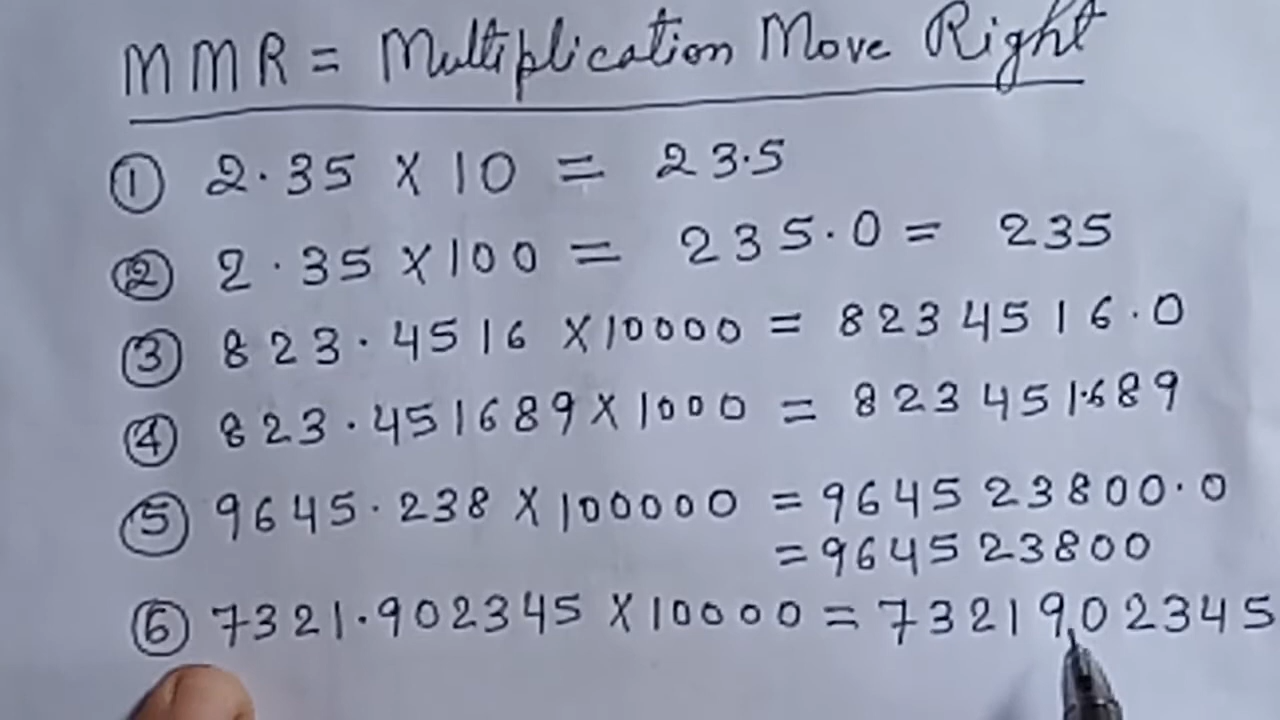 MMR = Multiplication Move Right
① 2.35 × 10 = 23.5
② 2.35 × 100 = 235.0 = 235
③ 823.4516 × 10000 = 8234516.0
④ 823.451689 × 1000 = 823451.689
⑤ 9645.238 × 100000 = 964523800.0
= 964523800
⑥ 7321.902345 × 10000 = 7321902345